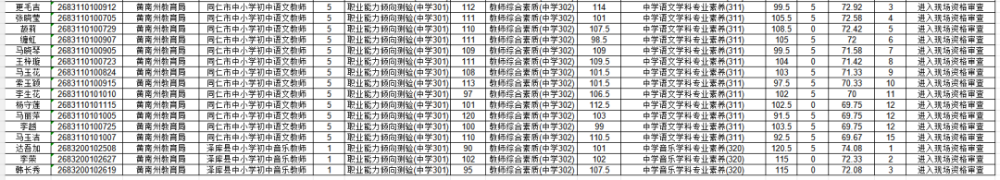 更毛吉 2683110100912 黄南州教育局 同仁市中小学初中语文教师 5 职业能力倾向测验(中学301) 112 教师综合素质(中学302) 114 中学语文学科专业素养(311) 99.5 5 72.92 3 进入现场资格审查
张晓莹 2683110100705 黄南州教育局 同仁市中小学初中语文教师 5 职业能力倾向测验(中学301) 111 教师综合素质(中学302) 101 中学语文学科专业素养(311) 105.5 5 72.58 4 进入现场资格审查
莉 2683110100729 黄南州教育局 同仁市中小学初中语文教师 5 职业能力倾向测验(中学301) 110 教师综合素质(中学302) 107.5 中学语文学科专业素养(311) 108.5 0 72.42 5 进入现场资格审查
缠虹 2683110100907 黄南州教育局 同仁市中小学初中语文教师 5 职业能力倾向测验(中学301) 111 教师综合素质(中学302) 98.5 中学语文学科专业素养(311) 105 5 72 6 进入现场资格审查
马晓琴 2683110100905 黄南州教育局 同仁市中小学初中语文教师 5 职业能力倾向测验(中学301) 109 教师综合素质(中学302) 109 中学语文学科专业素养(311) 99.5 5 71.58 7 进入现场资格审查
王梓璇 2683110100723 黄南州教育局 同仁市中小学初中语文教师 5 职业能力倾向测验(中学301) 111 教师综合素质(中学302) 109.5 中学语文学科专业素养(311) 104 0 71.42 8 进入现场资格审查
马玉花 2683110100824 黄南州教育局 同仁市中小学初中语文教师 5 职业能力倾向测验(中学301) 108 教师综合素质(中学302) 101.5 中学语文学科专业素养(311) 103 5 71.33 9 进入现场资格审查
索玉颖 2683110100915 黄南州教育局 同仁市中小学初中语文教师 5 职业能力倾向测验(中学301) 113 教师综合素质(中学302) 101.5 中学语文学科专业素养(311) 97.5 5 70.33 10 进入现场资格审查
李生花 2683110101010 黄南州教育局 同仁市中小学初中语文教师 5 职业能力倾向测验(中学301) 97 教师综合素质(中学302) 106.5 中学语文学科专业素养(311) 102 5 70 11 进入现场资格审查
杨守莲 2683110101115 黄南州教育局 同仁市中小学初中语文教师 5 职业能力倾向测验(中学301) 101 教师综合素质(中学302) 112.5 中学语文学科专业素养(311) 102.5 0 69.75 12 进入现场资格审查
马丽萍 2683110101005 黄南州教育局 同仁市中小学初中语文教师 5 职业能力倾向测验(中学301) 120 教师综合素质(中学302) 103 中学语文学科专业素养(311) 91.5 5 69.75 12 进入现场资格审查
李越 2683110100725 黄南州教育局 同仁市中小学初中语文教师 5 职业能力倾向测验(中学301) 100 教师综合素质(中学302) 99 中学语文学科专业素养(311) 103.5 5 69.75 12 进入现场资格审查
马玉洁 2683110101007 黄南州教育局 同仁市中小学初中语文教师 5 职业能力倾向测验(中学301) 110 教师综合素质(中学302) 110.5 中学语文学科专业素养(311) 92.5 5 69.67 15 进入现场资格审查
达吾加 2683200102508 黄南州教育局 泽库县中小学初中音乐教师 1 职业能力倾向测验(中学301) 90 教师综合素质(中学302) 101 中学音乐学科专业素养(320) 120.5 5 74.08 1 进入现场资格审查
李荣 2683200102627 黄南州教育局 泽库县中小学初中音乐教师 1 职业能力倾向测验(中学301) 102 教师综合素质(中学302) 101 中学音乐学科专业素养(320) 115 0 72.33 2 进入现场资格审查
韩长秀 2683200102619 黄南州教育局 泽库县中小学初中音乐教师 1 职业能力倾向测验(中学301) 95 教师综合素质(中学302) 107.5 中学音乐学科专业素养(320) 115 0 72.08 3 进入现场资格审查